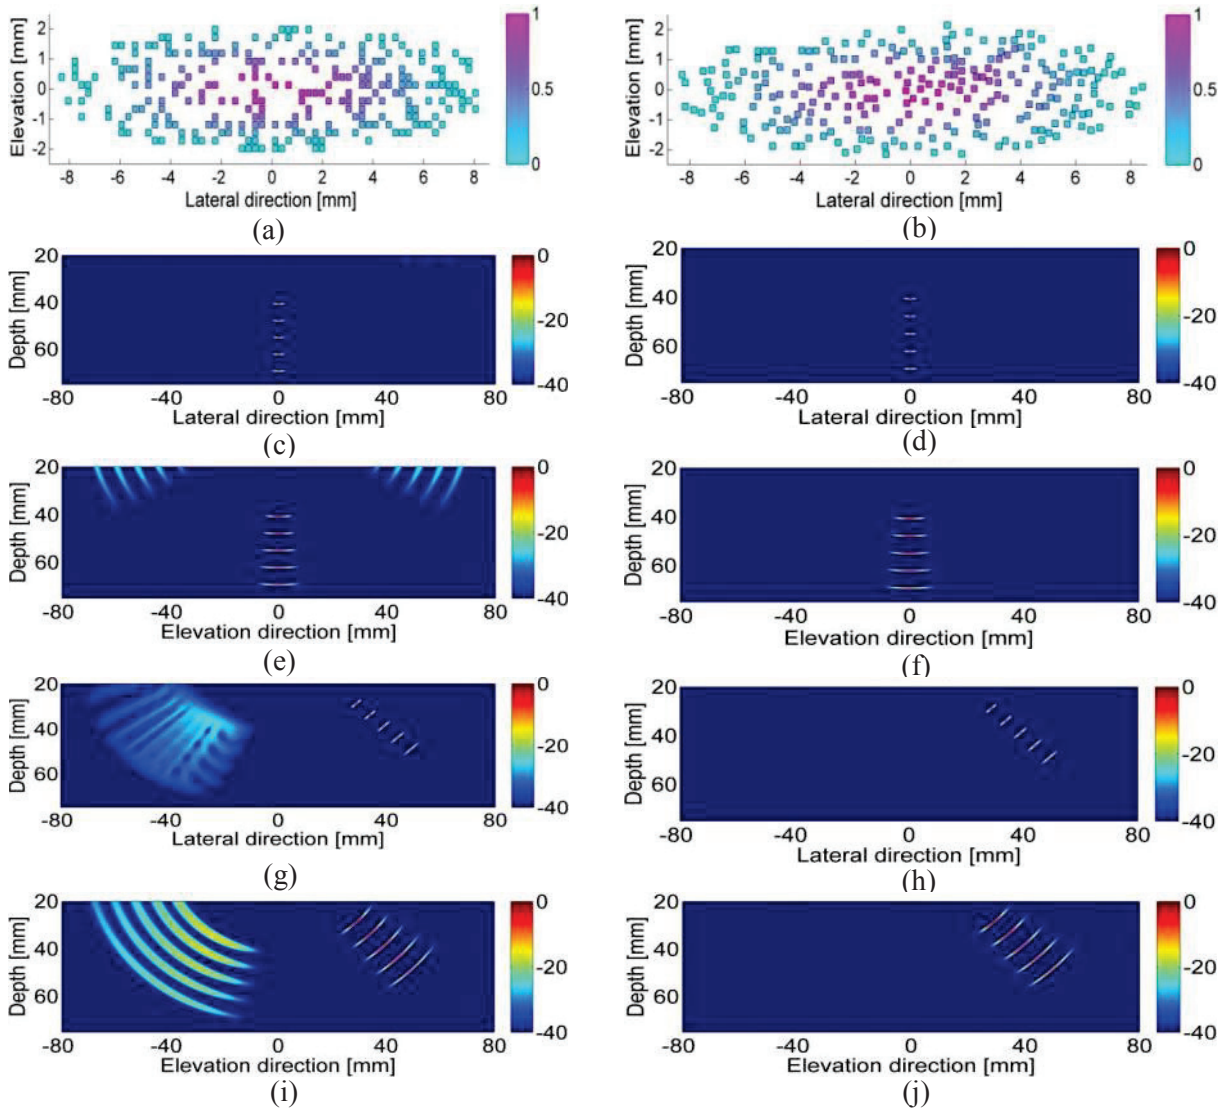 Elevation [mm]
2
1
0
-1
-2
-8 -6 -4 -2 0 2 4 6 8
Lateral direction [mm]
1
0.5
0
(a)
Elevation [mm]
2
1
0
-1
-2
-8 -6 -4 -2 0 2 4 6 8
Lateral direction [mm]
1
0.5
0
(b)
Depth [mm]
20
40
60
-80 -40 0 40 80
Lateral direction [mm]
0
-20
-40
(c)
Depth [mm]
20
40
60
-80 -40 0 40 80
Lateral direction [mm]
0
-20
-40
(d)
Depth [mm]
20
40
60
-80 -40 0 40 80
Elevation direction [mm]
0
-20
-40
(e)
Depth [mm]
20
40
60
-80 -40 0 40 80
Elevation direction [mm]
0
-20
-40
(f)
Depth [mm]
20
40
60
-80 -40 0 40 80
Lateral direction [mm]
0
-20
-40
(g)
Depth [mm]
20
40
60
-80 -40 0 40 80
Lateral direction [mm]
0
-20
-40
(h)
Depth [mm]
20
40
60
-80 -40 0 40 80
Elevation direction [mm]
0
-20
-40
(i)
Depth [mm]
20
40
60
-80 -40 0 40 80
Elevation direction [mm]
0
-20
-40
(j)